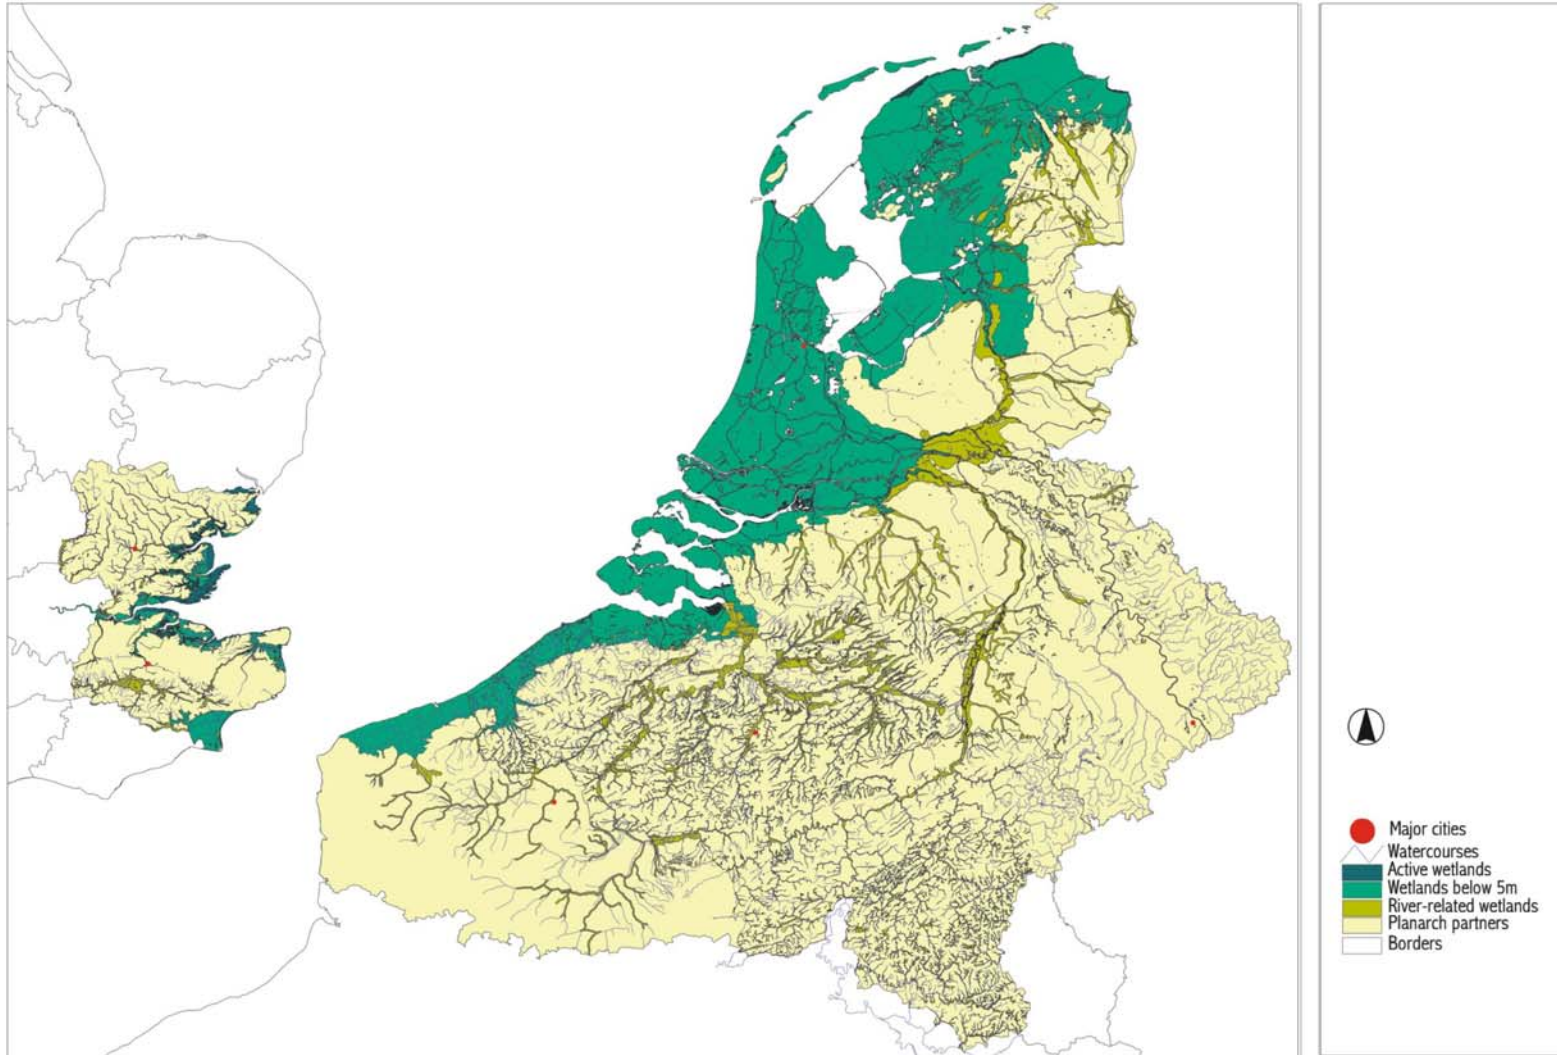 Major cities
Watercourses
Active wetlands
Wetlands below 5m
River-related wetlands
Planarch partners
Borders